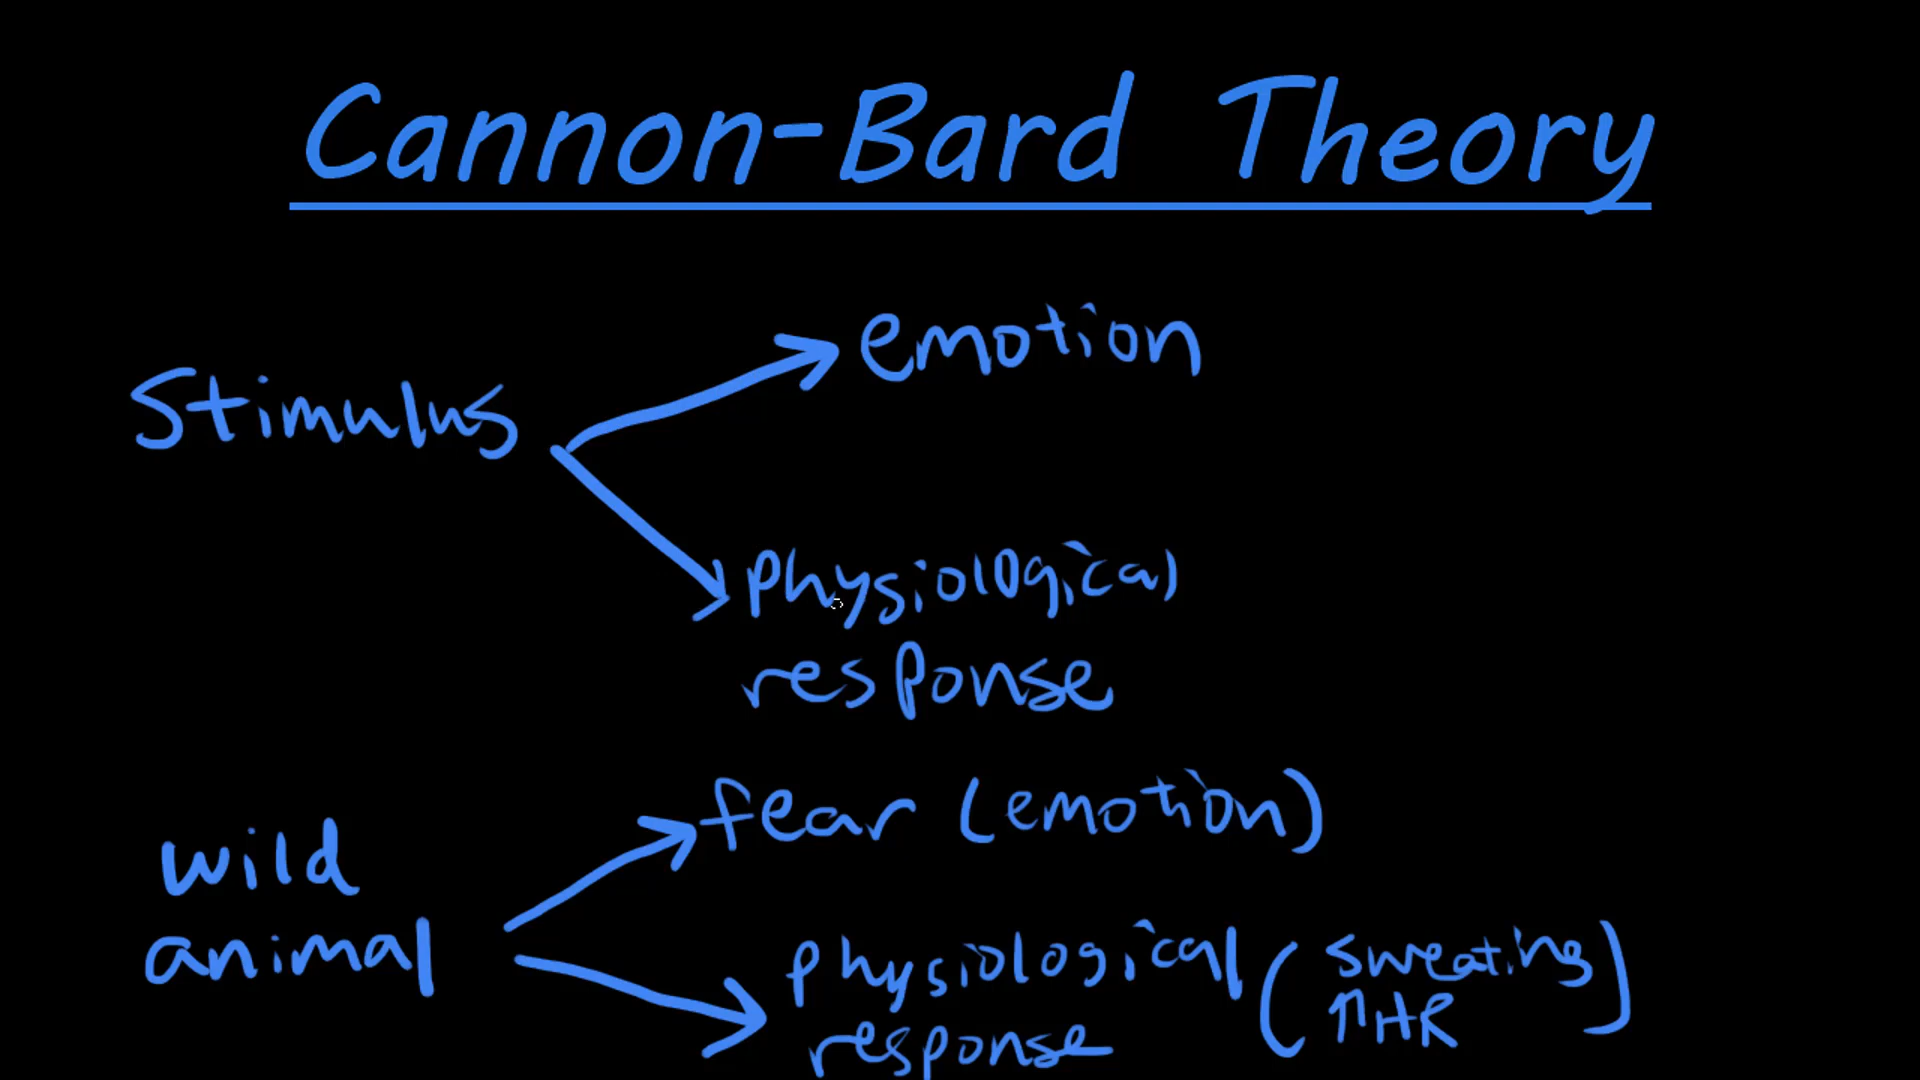 Cannon-Bard Theory
emotion
Stimulus
physiological
response
fear (emotion)
wild
animal
physiological (sweating
↑HR)
response